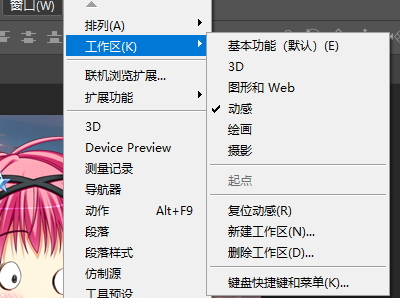 窗口(W)
排列(A)
工作区(K)
联机浏览扩展...
扩展功能
3D
Device Preview
测量记录
导航器
动作 Alt+F9
段落
段落样式
仿制源
工具预设
基本功能（默认）(E)
3D
图形和 Web
动感
绘画
摄影
起点
复位动感(R)
新建工作区(N)...
删除工作区(D)...
键盘快捷键和菜单(K)...